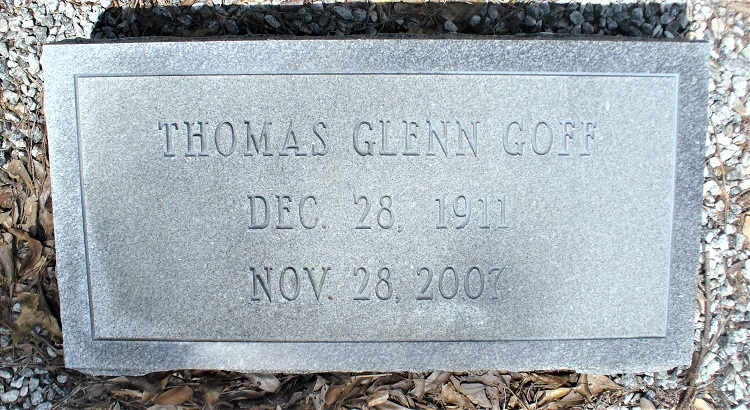 THOMAS GLENN GOFF
DEC. 28, 1911
NOV. 28, 2007